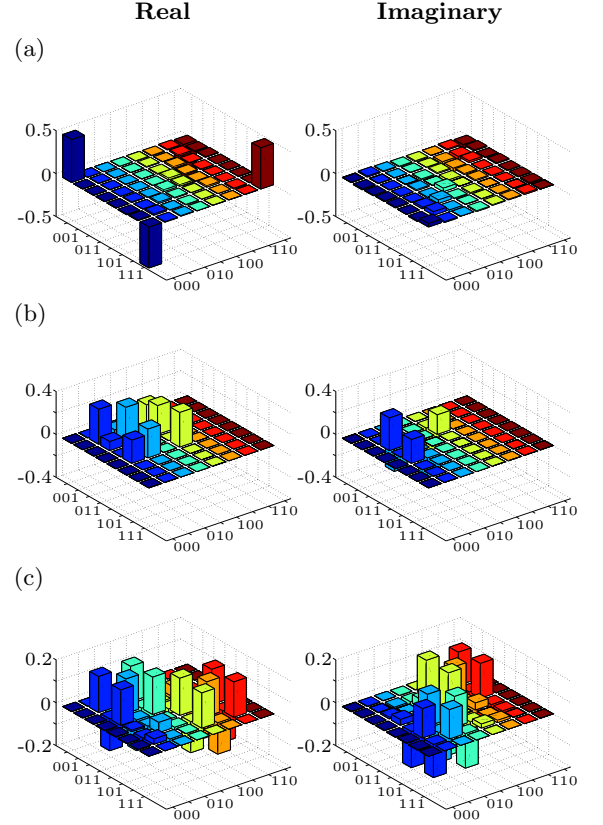 Real Imaginary
(a)
0.5 0.5
0 0
-0.5 -0.5
001 110 001 110
011 100 011 100
101 010 101 010
111 000 111 000
(b)
0.4 0.4
0 0
-0.4 -0.4
001 110 001 110
011 100 011 100
101 010 101 010
111 000 111 000
(c)
0.2 0.2
0 0
-0.2 -0.2
001 110 001 110
011 100 011 100
101 010 101 010
111 000 111 000